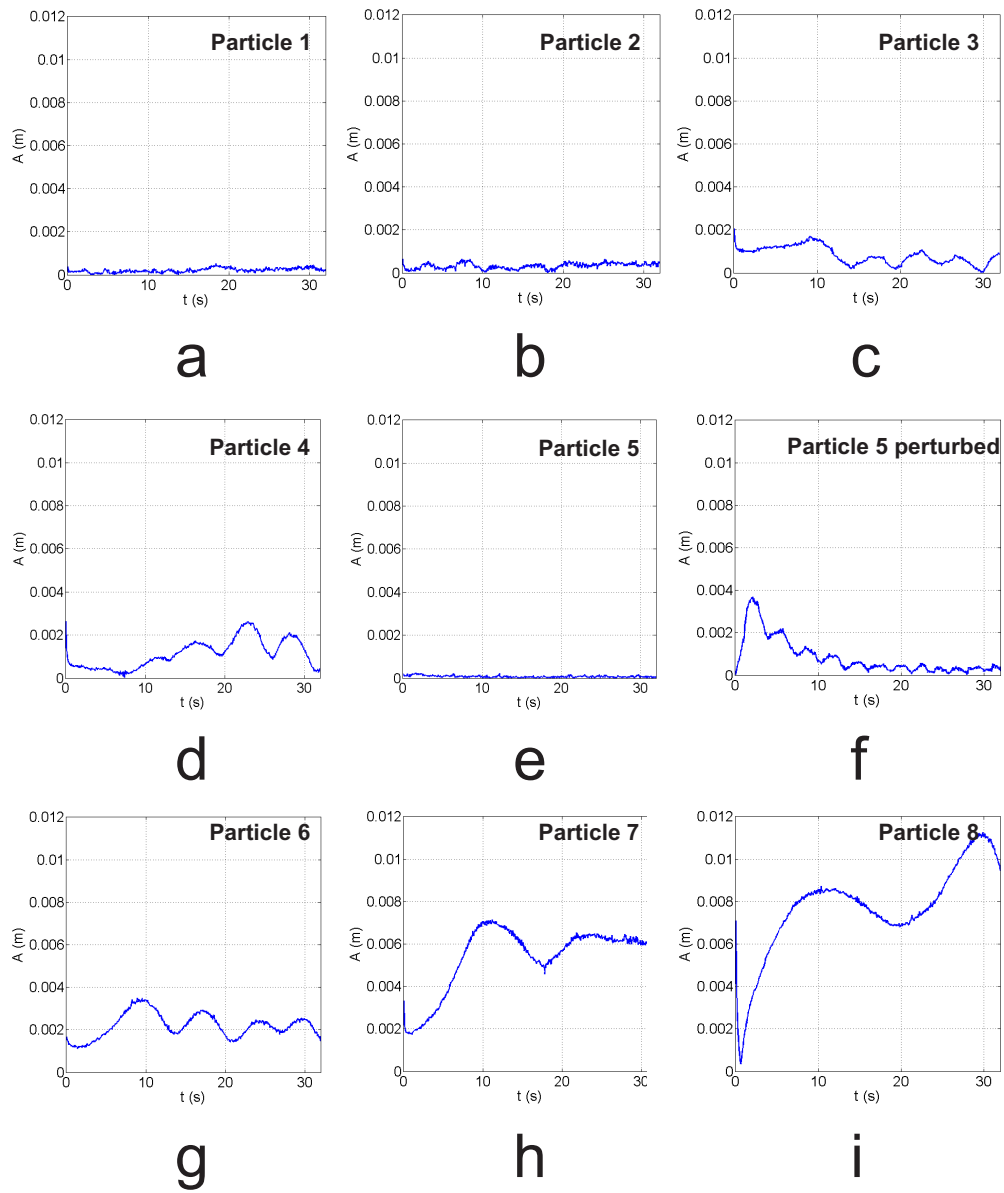 Particle 1
0.012
0.01
0.008
0.006
0.004
0.002
0
A (m)
0 10 20 30
t (s)
a
Particle 2
0.012
0.01
0.008
0.006
0.004
0.002
0
A (m)
0 10 20 30
t (s)
b
Particle 3
0.012
0.01
0.008
0.006
0.004
0.002
0
A (m)
0 10 20 30
t (s)
c
Particle 4
0.012
0.01
0.008
0.006
0.004
0.002
0
A (m)
0 10 20 30
t (s)
d
Particle 5
0.012
0.01
0.008
0.006
0.004
0.002
0
A (m)
0 10 20 30
t (s)
e
Particle 5 perturbed
0.012
0.01
0.008
0.006
0.004
0.002
0
A (m)
0 10 20 30
t (s)
f
Particle 6
0.012
0.01
0.008
0.006
0.004
0.002
0
A (m)
0 10 20 30
t (s)
g
Particle 7
0.012
0.01
0.008
0.006
0.004
0.002
0
A (m)
0 10 20 30
t (s)
h
Particle 8
0.012
0.01
0.008
0.006
0.004
0.002
0
A (m)
0 10 20 30
t (s)
i